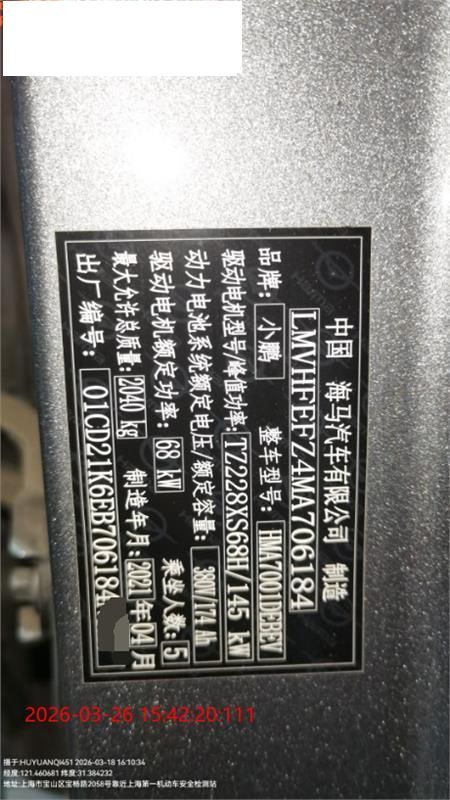 中国 海马汽车有限公司 制造
LMVHFEFZ4MA706184
品牌: 小鹏 整车型号: HMA7001DEBEV
驱动电机型号/峰值功率: TZ228XS68H/145 kW
动力电池系统额定电压/额定容量: 380V/174 Ah
驱动电机额定功率: 68 kW 乘坐人数: 5
最大允许总质量: 2040 kg 制造年月: 2021年04月
出厂编号: 01CD21K6EBY06184
2026-03-26 15:42:20:111
摄于:HUYUANQI451 2026-03-18 16:10:34
经度:121.460681 纬度:31.384232
地址:上海市宝山区宝杨路2058号靠近上海第一机动车安全检测站